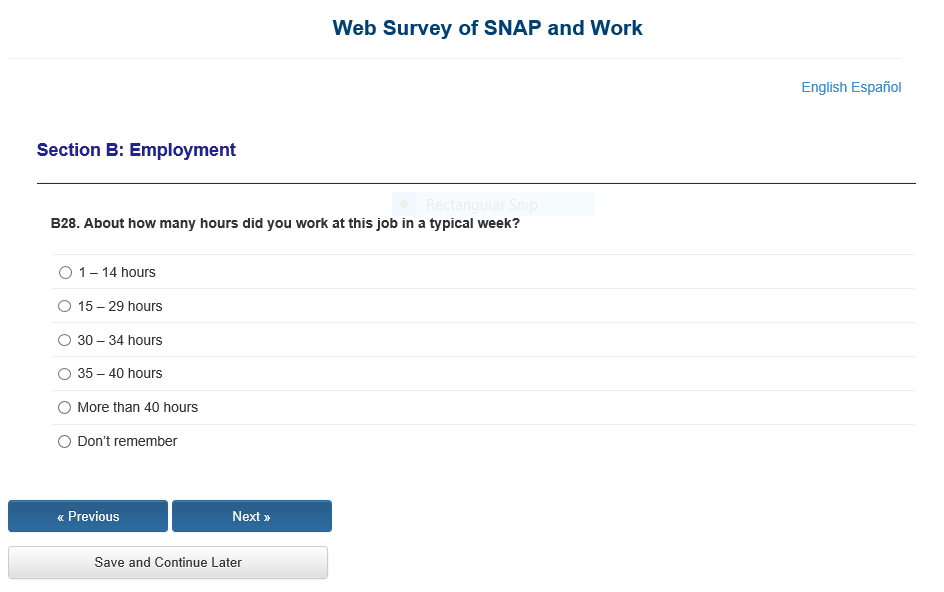 Web Survey of SNAP and Work
English Español
Section B: Employment
Rectangular Snip
B28. About how many hours did you work at this job in a typical week?
1 – 14 hours
15 – 29 hours
30 – 34 hours
35 – 40 hours
More than 40 hours
Don't remember
« Previous
Next »
Save and Continue Later